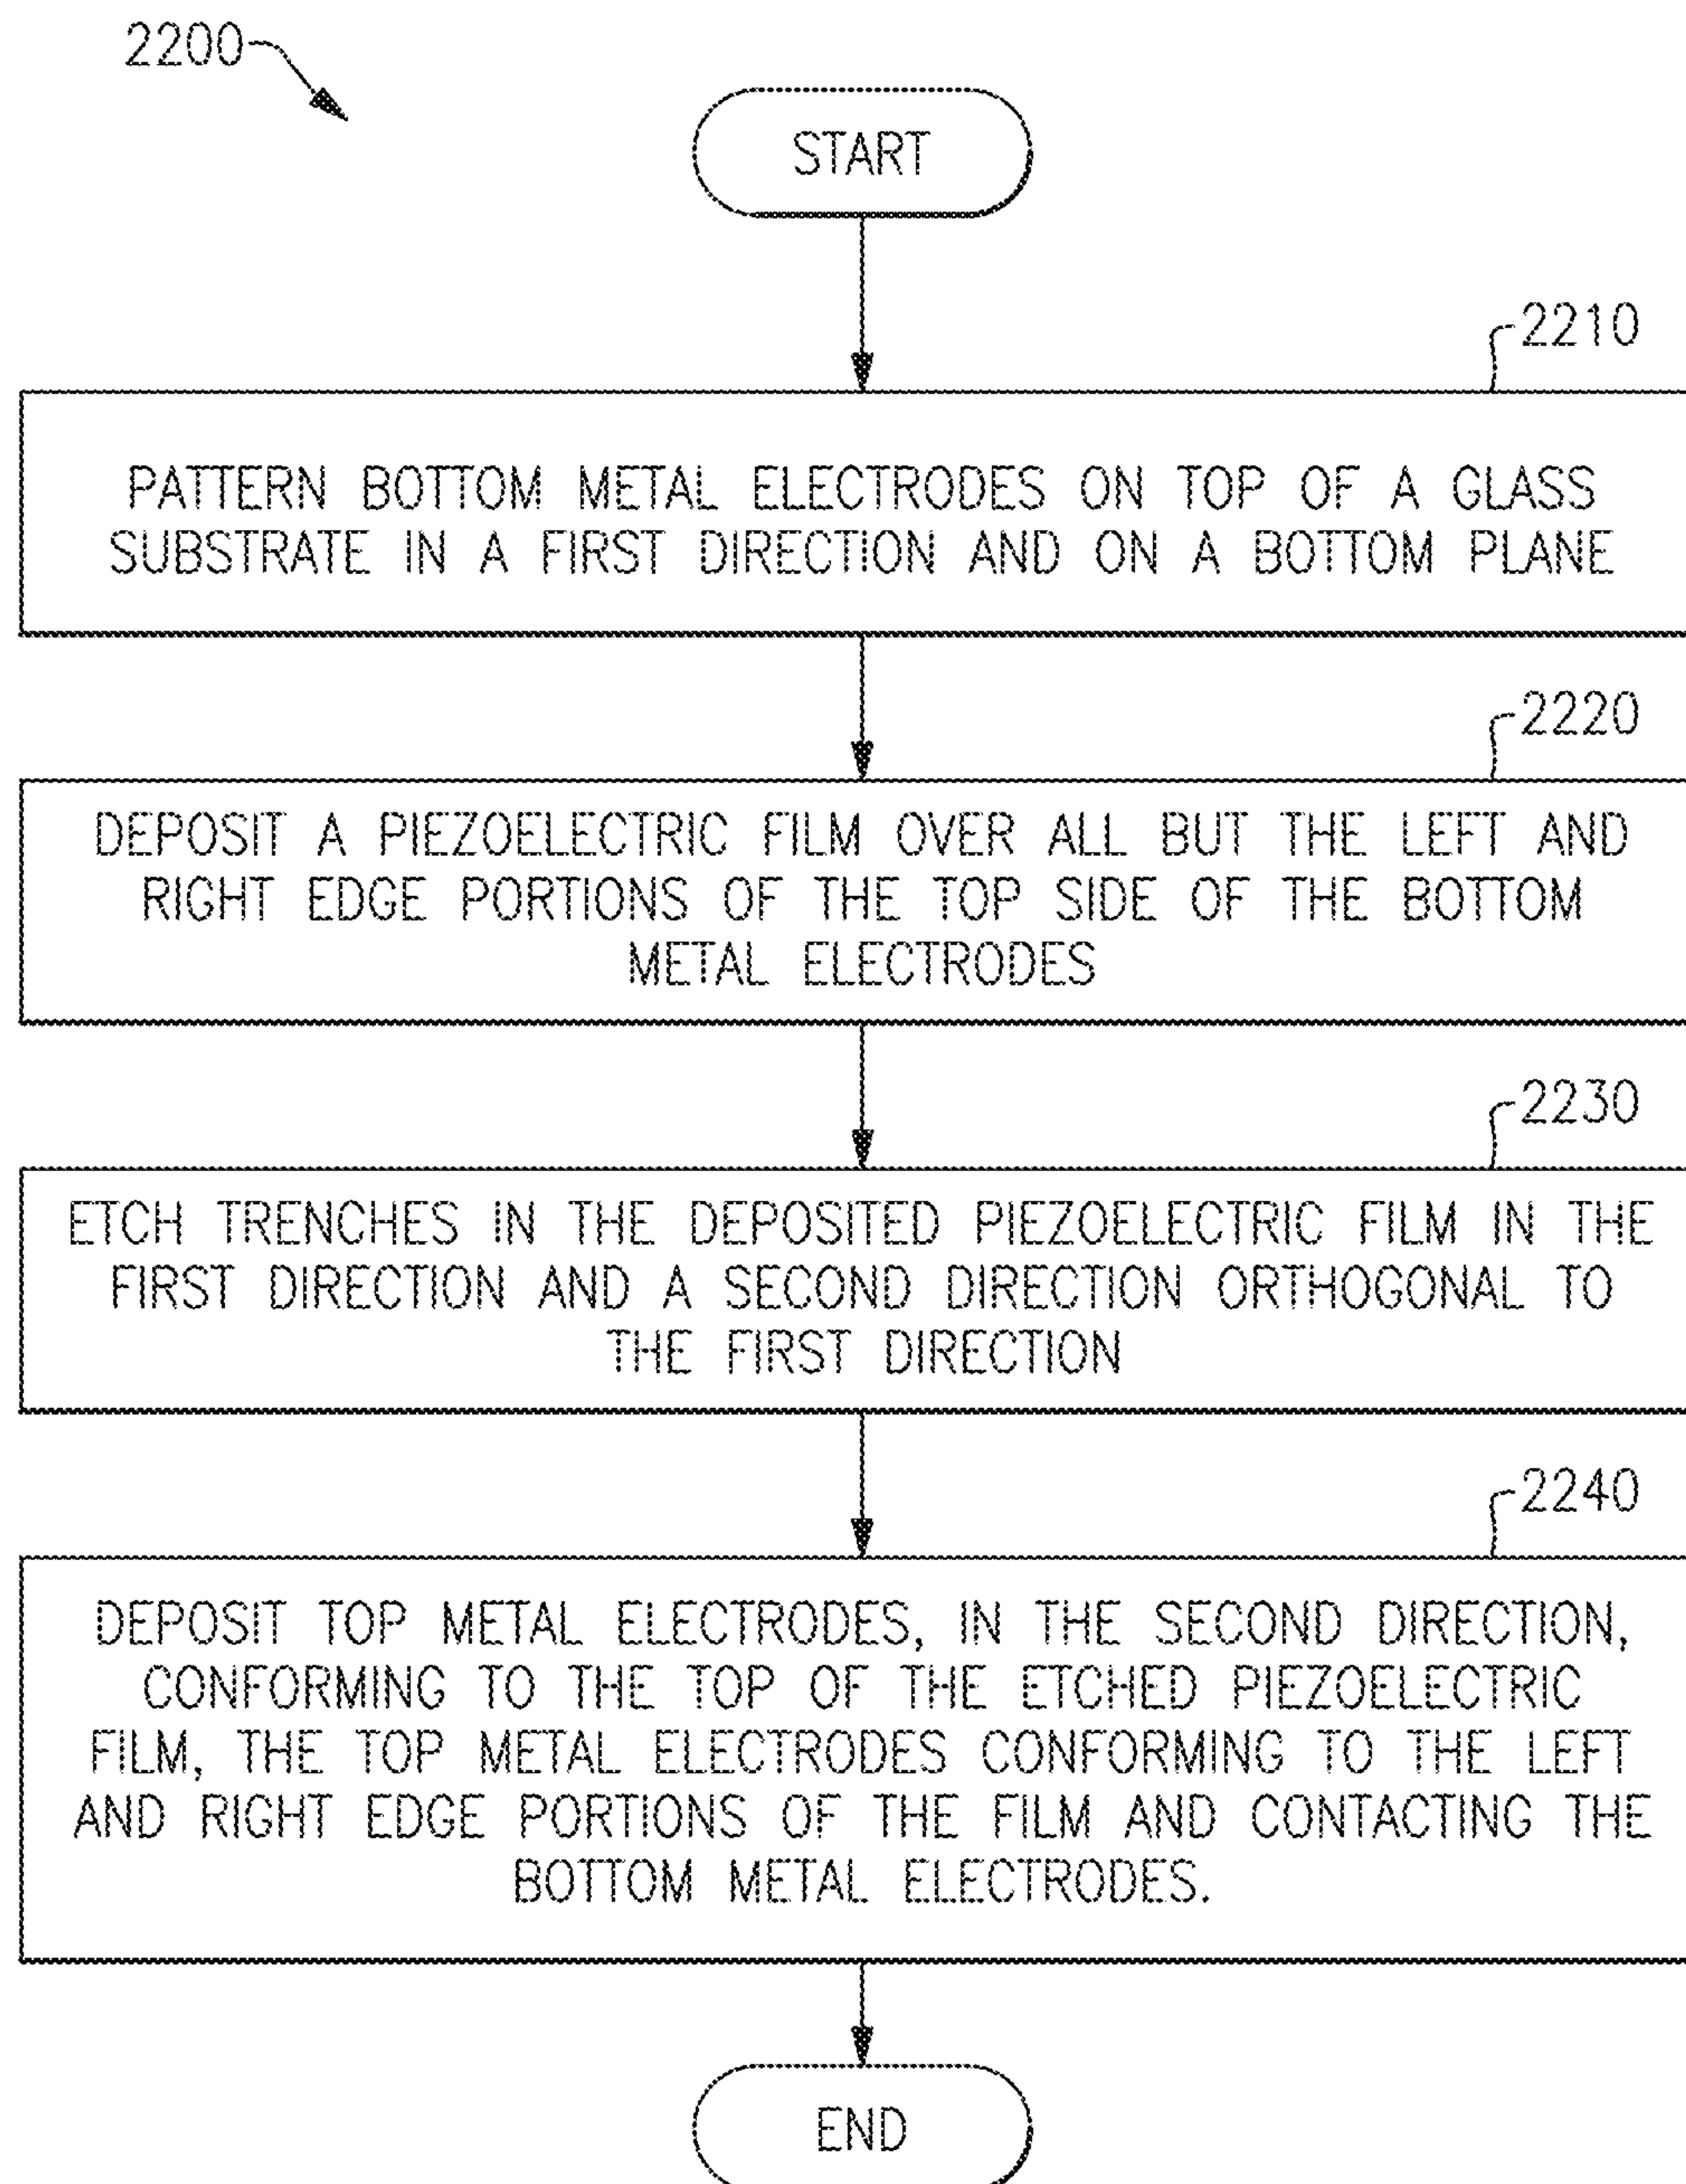 2200
START
2210
PATTERN BOTTOM METAL ELECTRODES ON TOP OF A GLASS
SUBSTRATE IN A FIRST DIRECTION AND ON A BOTTOM PLANE
2220
DEPOSIT A PIEZOELECTRIC FILM OVER ALL BUT THE LEFT AND
RIGHT EDGE PORTIONS OF THE TOP SIDE OF THE BOTTOM
METAL ELECTRODES
2230
ETCH TRENCHES IN THE DEPOSITED PIEZOELECTRIC FILM IN THE
FIRST DIRECTION AND A SECOND DIRECTION ORTHOGONAL TO
THE FIRST DIRECTION
2240
DEPOSIT TOP METAL ELECTRODES, IN THE SECOND DIRECTION,
CONFORMING TO THE TOP OF THE ETCHED PIEZOELECTRIC
FILM, THE TOP METAL ELECTRODES CONFORMING TO THE LEFT
AND RIGHT EDGE PORTIONS OF THE FILM AND CONTACTING THE
BOTTOM METAL ELECTRODES.
END